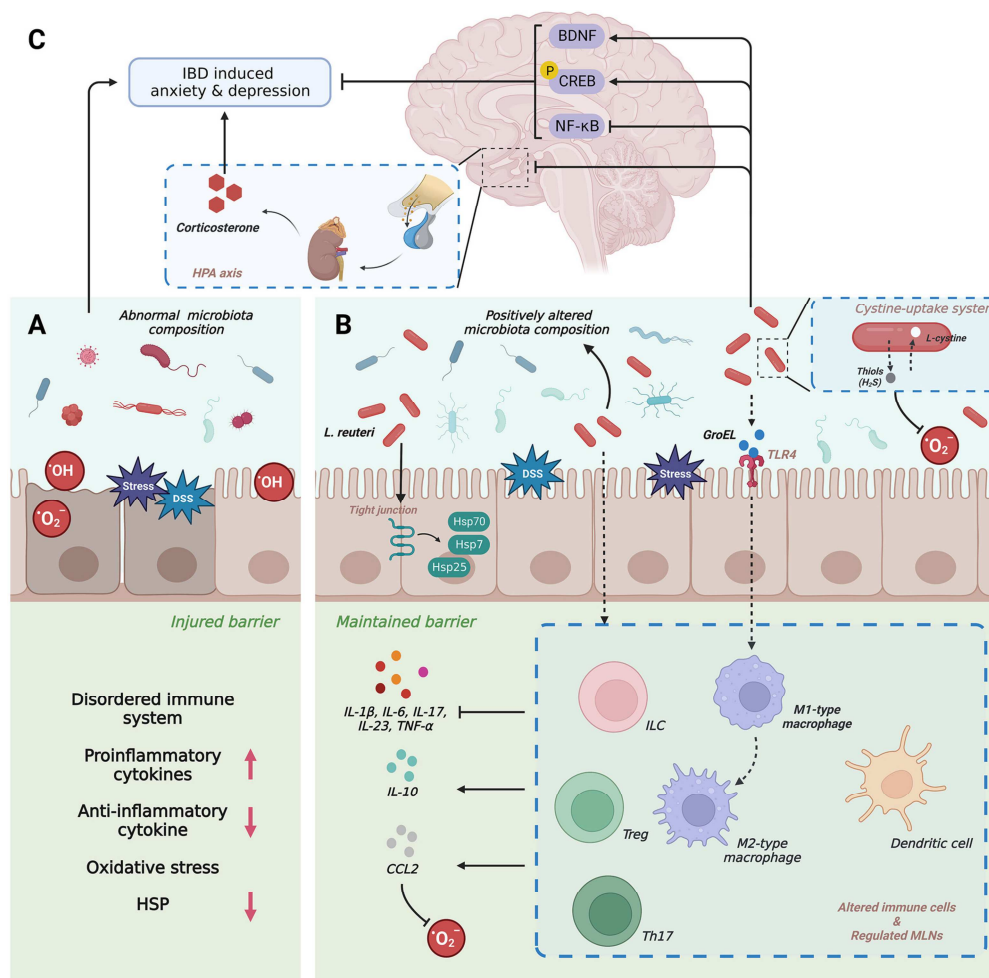 C
IBD induced
anxiety & depression
BDNF
P
CREB
NF-κB
Corticosterone
HPA axis
A
Abnormal microbiota
composition
•OH
•O₂⁻
Stress
DSS
•OH
Injured barrier
Disordered immune
system
Proinflammatory
cytokines
Anti-inflammatory
cytokine
Oxidative stress
HSP
B
Positively altered
microbiota composition
L. reuteri
Tight junction
Hsp70
Hsp7
Hsp25
DSS
Stress
GroEL
TLR4
Cystine-uptake system
L-cystine
Thiols
(H₂S)
•O₂⁻
Maintained barrier
IL-1β, IL-6, IL-17,
IL-23, TNF-α
IL-10
CCL2
•O₂⁻
ILC
Treg
Th17
M1-type
macrophage
M2-type
macrophage
Dendritic cell
Altered immune cells
&
Regulated MLNs